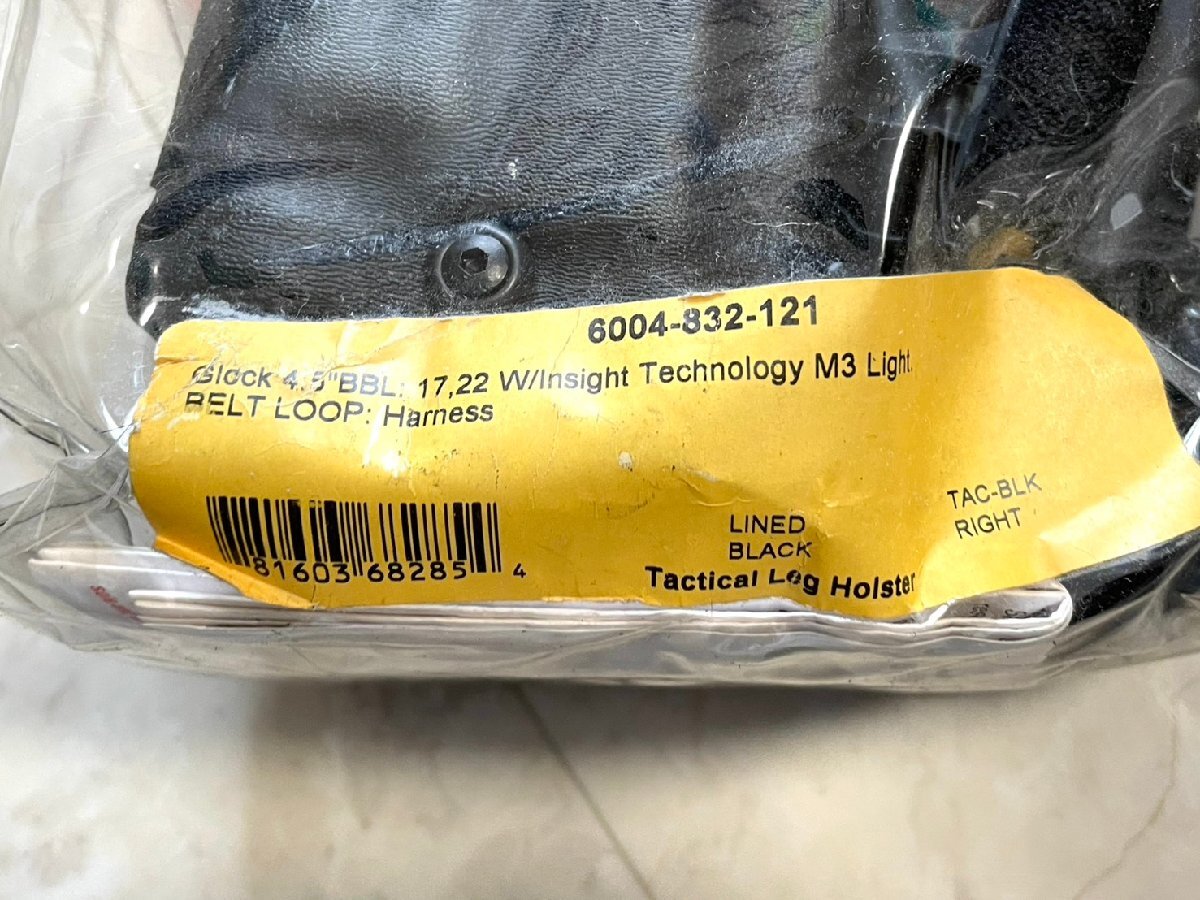 6004-832-121
Glock 4.5"BBL: 17,22 W/Insight Technology M3 Light.
BELT LOOP: Harness
TAC-BLK
LINED
RIGHT
BLACK
81603 68285 4
Tactical Leg Holster